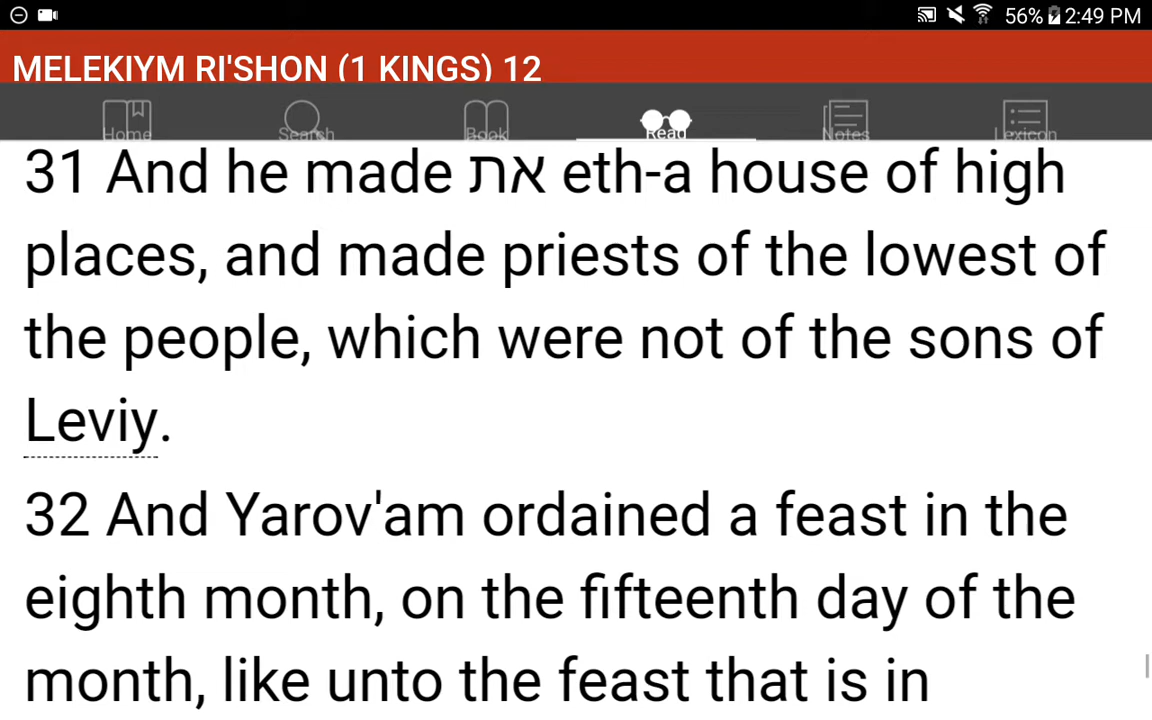 56% 2:49 PM
MELEKIYM RI'SHON (1 KINGS) 12
Home Search Book Read Notes Lexicon
31 And he made את eth-a house of high
places, and made priests of the lowest of
the people, which were not of the sons of
Leviy.
32 And Yarov'am ordained a feast in the
eighth month, on the fifteenth day of the
month, like unto the feast that is in